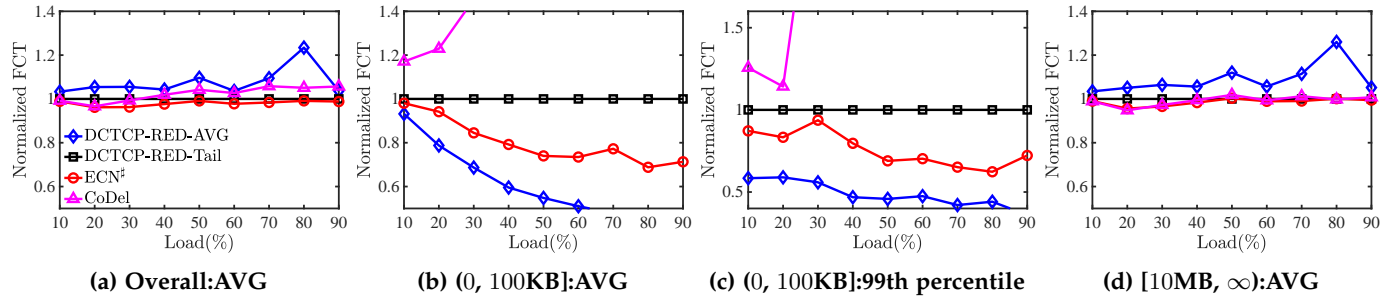 1.4
1.2
1
0.8
0.6
Normalized FCT
DCTCP-RED-AVG
DCTCP-RED-Tail
ECN♯
CoDel
10 20 30 40 50 60 70 80 90
Load(%)
(a) Overall:AVG
1.4
1.2
1
0.8
0.6
Normalized FCT
10 20 30 40 50 60 70 80 90
Load(%)
(b) (0, 100KB]:AVG
1.5
1
0.5
Normalized FCT
10 20 30 40 50 60 70 80 90
Load(%)
(c) (0, 100KB]:99th percentile
1.4
1.2
1
0.8
0.6
Normalized FCT
10 20 30 40 50 60 70 80 90
Load(%)
(d) [10MB, ∞):AVG